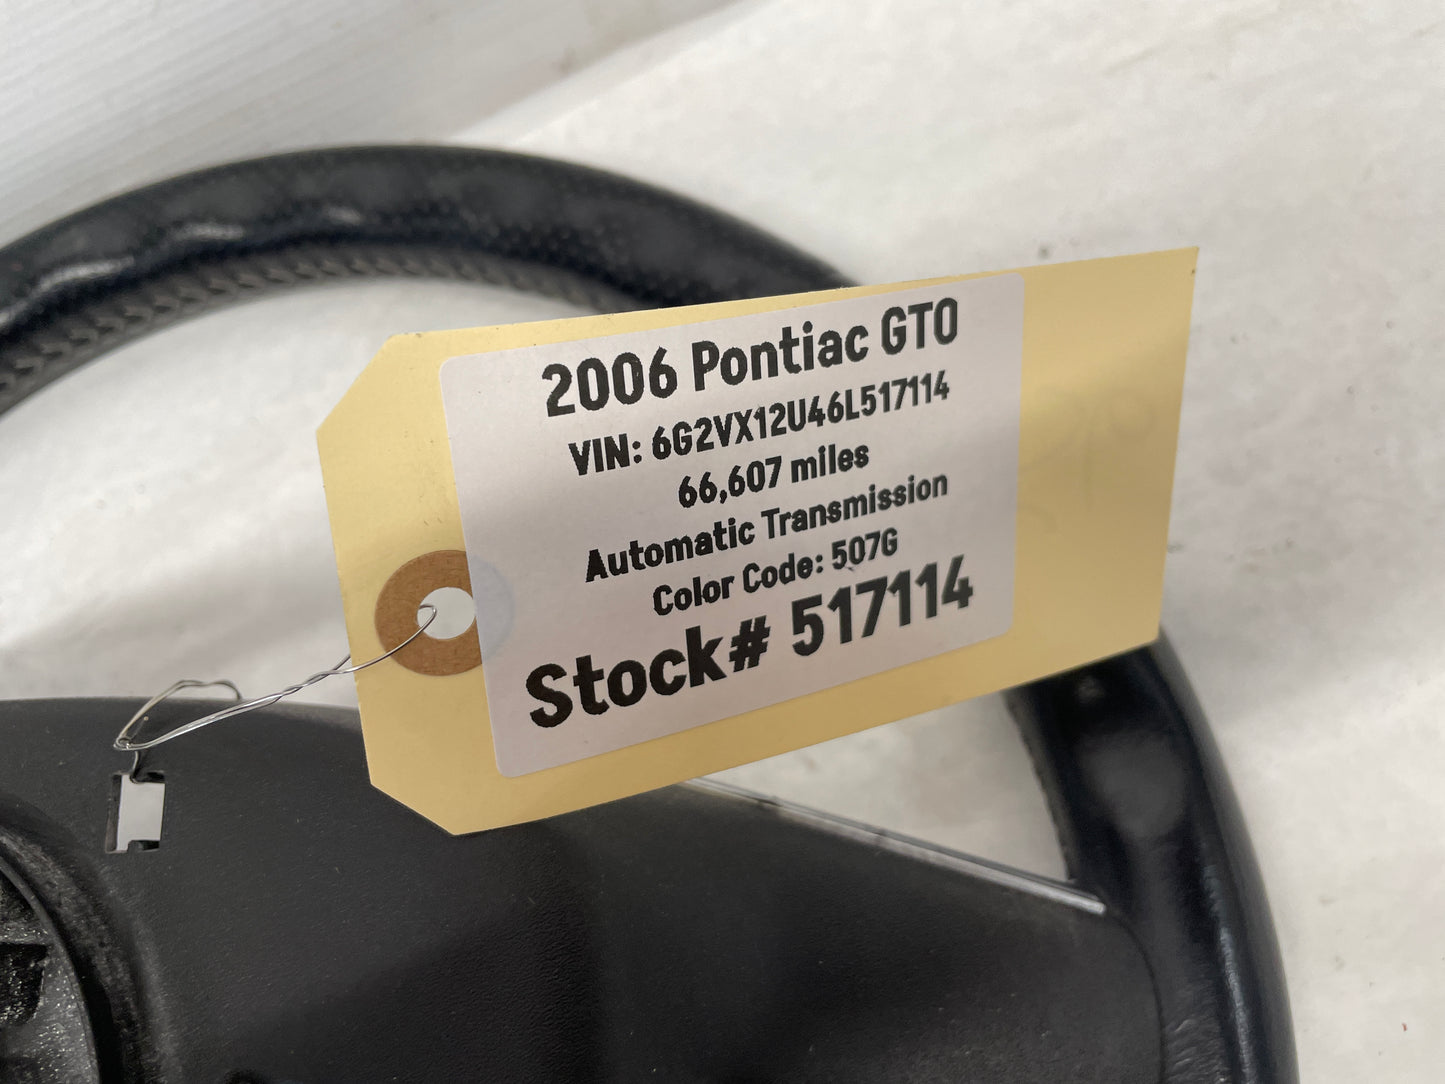 2006 Pontiac GTO
VIN: 6G2VX12U46L517114
66,607 miles
Automatic Transmission
Color Code: 507G
Stock# 517114